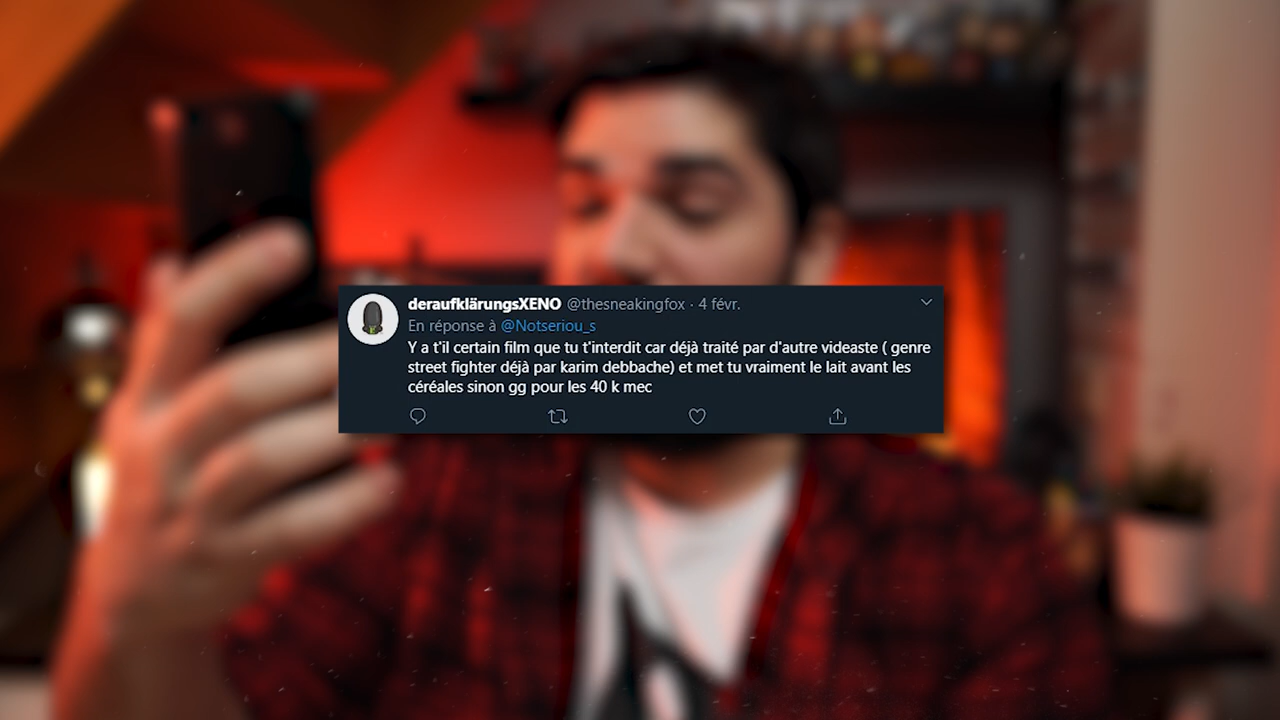 deraufklärungsXENO @thesneakingfox · 4 févr.
En réponse à @Notseriou_s
Y a t'il certain film que tu t'interdit car déjà traité par d'autre videaste ( genre
street fighter déjà par karim debbache) et met tu vraiment le lait avant les
céréales sinon gg pour les 40 k mec